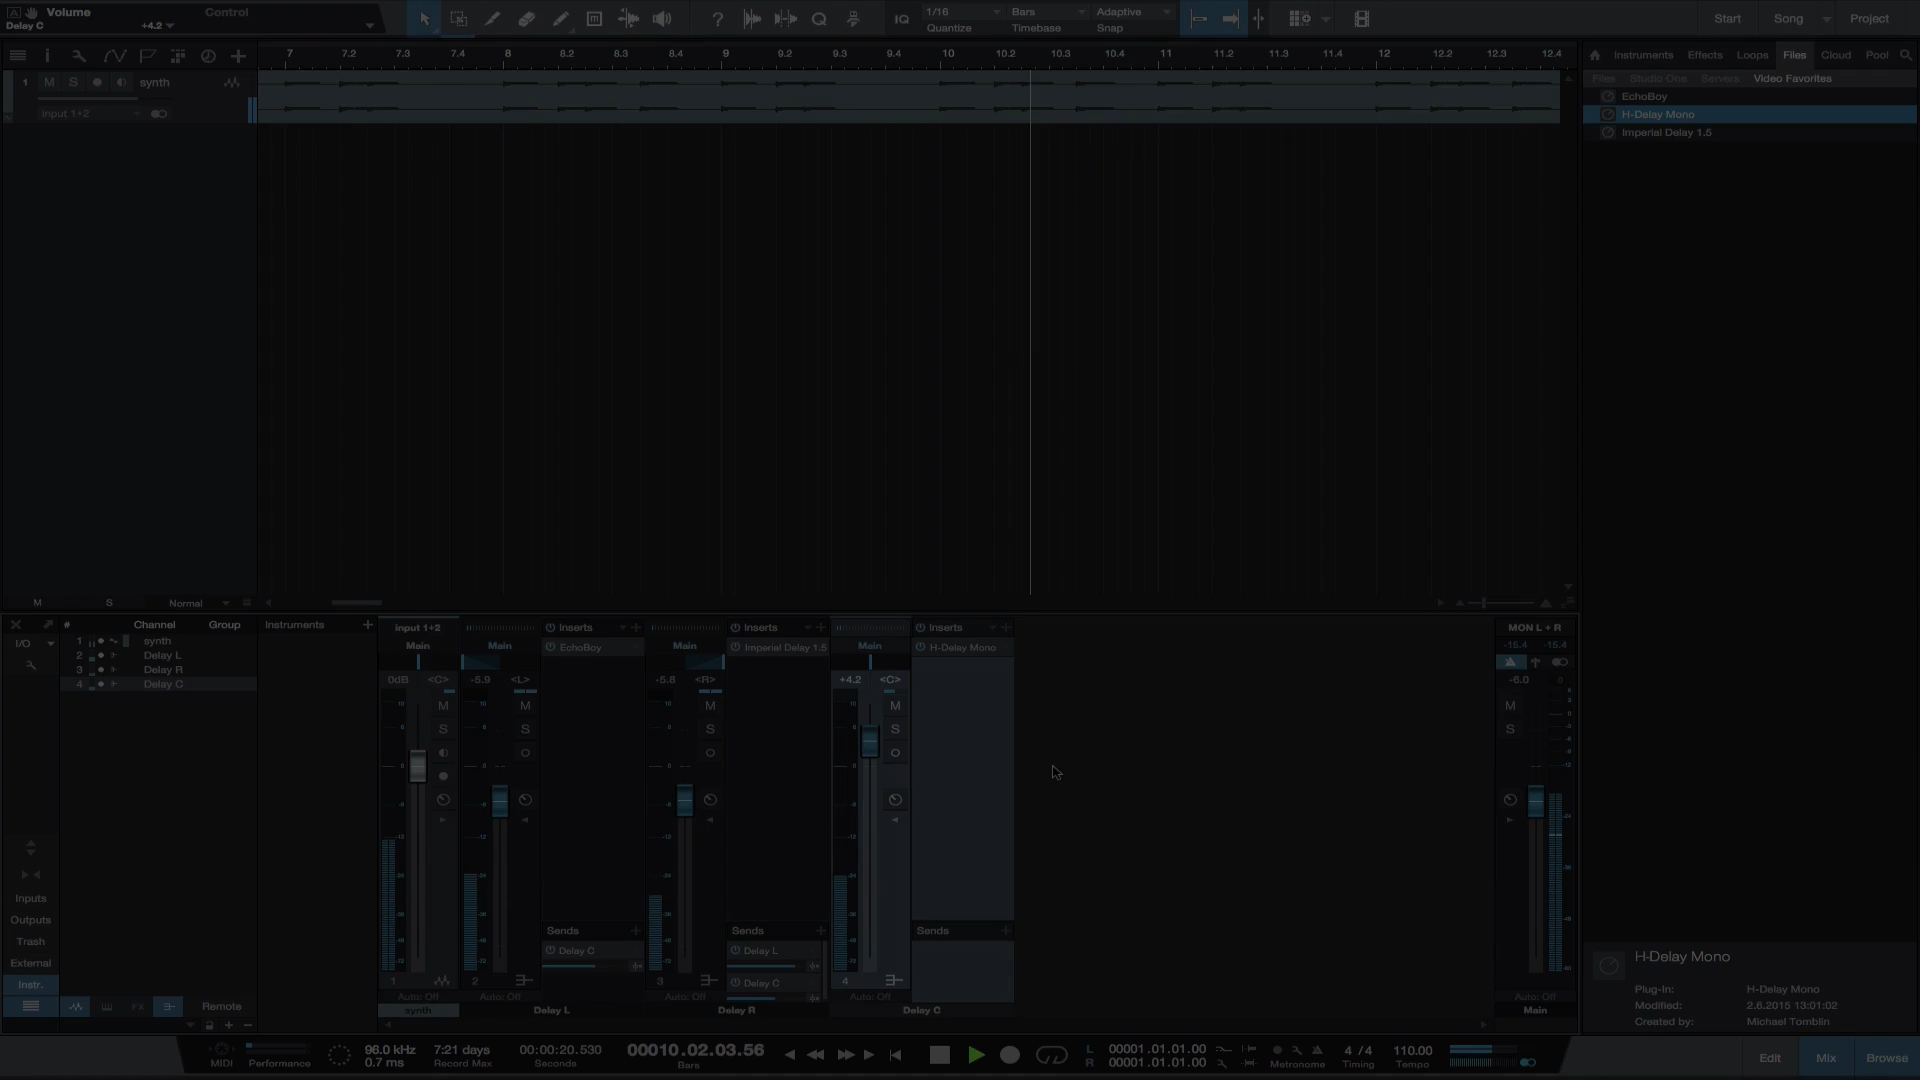 Volume
Control
Delay C
+4.2
IQ
1/16
Quantize
Bars
Timebase
Adaptive
Snap
Start
Song
Project
7
7.2
7.3
7.4
8
8.2
8.3
8.4
9
9.2
9.3
9.4
10
10.2
10.3
10.4
11
11.2
11.3
11.4
12
12.2
12.3
12.4
Instruments
Effects
Loops
Files
Cloud
Pool
Files
Studio One
Servers
Video Favorites
EchoBoy
H-Delay Mono
Imperial Delay 1.5
1
M
S
synth
Input 1+2
M
S
Normal
I/O
#
Channel
Group
1
synth
2
Delay L
3
Delay R
4
Delay C
Instruments
input 1+2
Main
0dB
<C>
M
S
1
Auto: Off
synth
Main
-5.9
<L>
M
S
2
Auto: Off
Inserts
EchoBoy
Sends
Delay C
Delay L
Main
-5.8
<R>
M
S
3
Auto: Off
Inserts
Imperial Delay 1.5
Sends
Delay L
Delay C
Delay R
Main
+4.2
<C>
M
S
4
Auto: Off
Inserts
H-Delay Mono
Sends
Delay C
MON L + R
-15.4
-15.4
-6.0
0
M
S
Auto: Off
Main
Inputs
Outputs
Trash
External
Instr.
FX
Remote
H-Delay Mono
Plug-In:
H-Delay Mono
Modified:
2.6.2015 13:01:02
Created by:
Michael Tomblin
MIDI
Performance
96.0 kHz
0.7 ms
7:21 days
Record Max
00:00:20.530
Seconds
00010.02.03.56
Bars
L
00001.01.01.00
R
00001.01.01.00
Metronome
4 / 4
Timing
110.00
Tempo
Edit
Mix
Browse